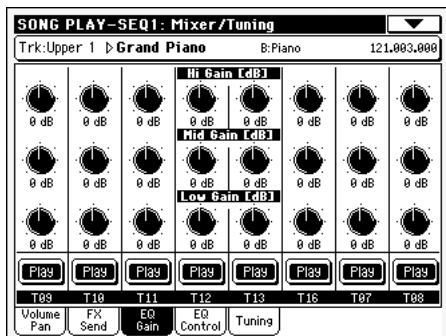 SONG PLAY-SEQ1: Mixer/Tuning
Trk:Upper 1 ▷Grand Piano B:Piano 121.003.000
Hi Gain [dB]
0 dB 0 dB 0 dB 0 dB 0 dB 0 dB 0 dB 0 dB
Mid Gain [dB]
0 dB 0 dB 0 dB 0 dB 0 dB 0 dB 0 dB 0 dB
Low Gain [dB]
0 dB 0 dB 0 dB 0 dB 0 dB 0 dB 0 dB 0 dB
Play Play Play Play Play Play Play Play
T09 T10 T11 T12 T13 T16 T07 T08
Volume Pan FX Send EQ Gain EQ Control Tuning